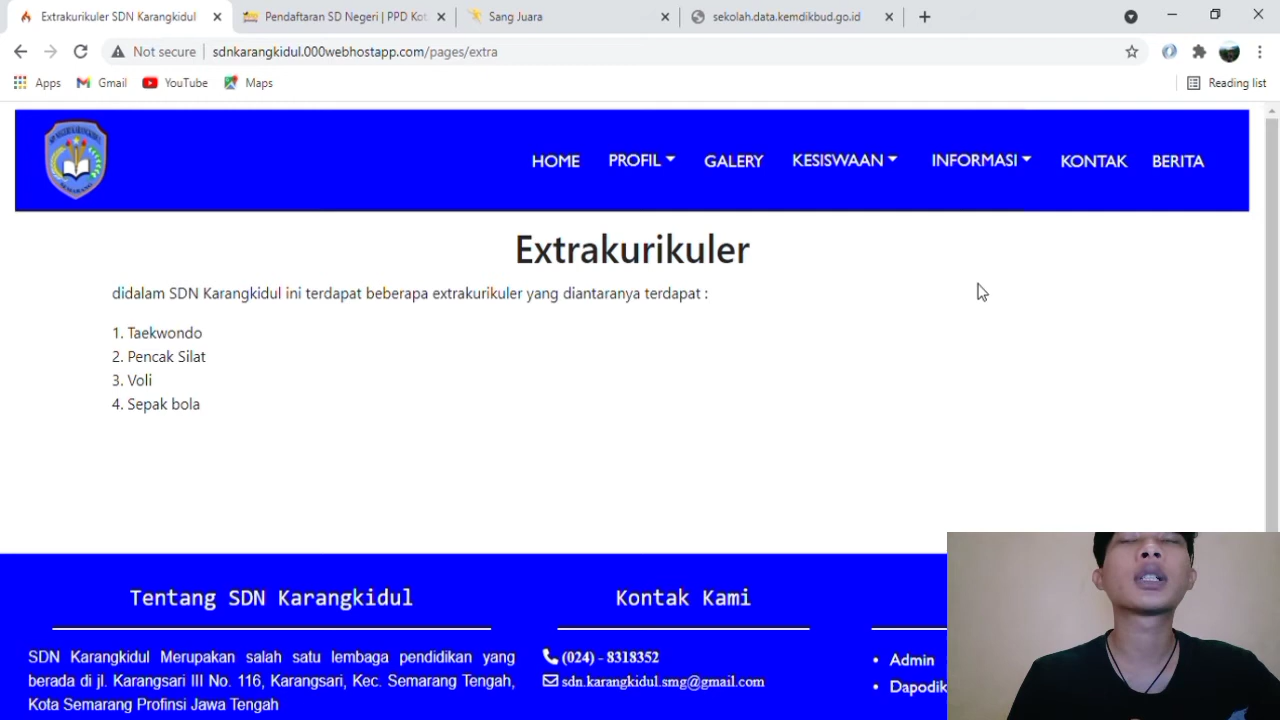 Extrakurikuler SDN Karangkidul
Pendaftaran SD Negeri | PPD Kot
Sang Juara
sekolah.data.kemdikbud.go.id
Not secure
sdnkarangkidul.000webhostapp.com/pages/extra
Apps
Gmail
YouTube
Maps
Reading list
HOME
PROFIL
GALERY
KESISWAAN
INFORMASI
KONTAK
BERITA
Extrakurikuler
didalam SDN Karangkidul ini terdapat beberapa extrakurikuler yang diantaranya terdapat :
1. Taekwondo
2. Pencak Silat
3. Voli
4. Sepak bola
Tentang SDN Karangkidul
SDN Karangkidul Merupakan salah satu lembaga pendidikan yang
berada di jl. Karangsari III No. 116, Karangsari, Kec. Semarang Tengah,
Kota Semarang Profinsi Jawa Tengah
Kontak Kami
(024) - 8318352
sdn.karangkidul.smg@gmail.com
• Admin
• Dapodik